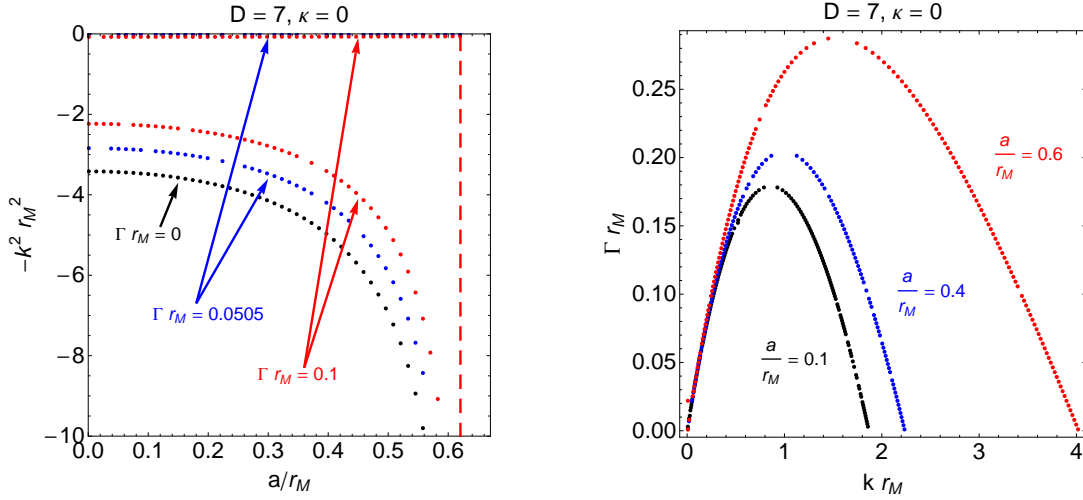 D = 7, κ = 0
0
−2
−4
−6
−8
−10
−k² r_M²
Γ r_M = 0
Γ r_M = 0.0505
Γ r_M = 0.1
0.0 0.1 0.2 0.3 0.4 0.5 0.6
a/r_M
D = 7, κ = 0
0.25
0.20
0.15
0.10
0.05
0.00
Γ r_M
a/r_M = 0.6
a/r_M = 0.4
a/r_M = 0.1
0 1 2 3 4
k r_M